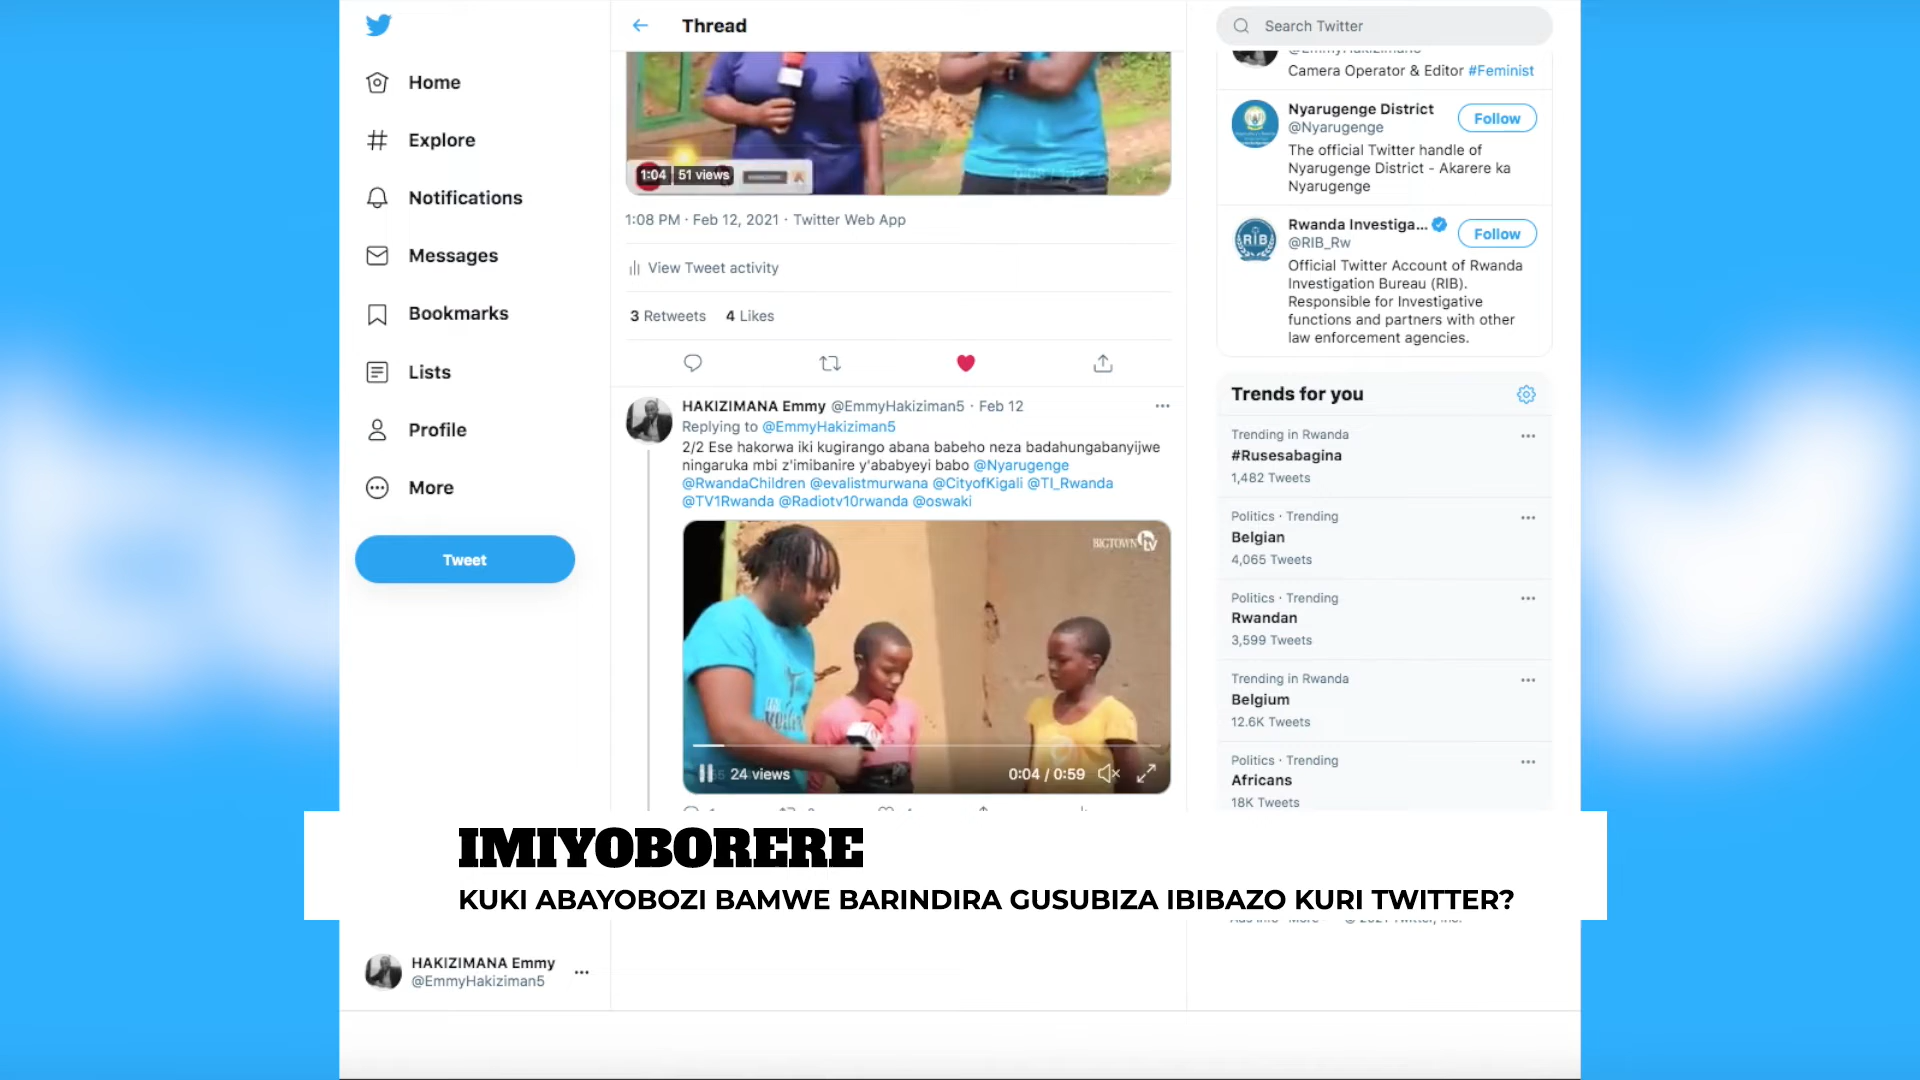 Home
Explore
Notifications
Messages
Bookmarks
Lists
Profile
More
Tweet
HAKIZIMANA Emmy
@EmmyHakiziman5
Thread
1:04 51 views
1:08 PM · Feb 12, 2021 · Twitter Web App
View Tweet activity
3 Retweets 4 Likes
HAKIZIMANA Emmy @EmmyHakiziman5 · Feb 12
Replying to @EmmyHakiziman5
2/2 Ese hakorwa iki kugirango abana babeho neza badahungabanyijwe
ningaruka mbi z'imibanire y'ababyeyi babo @Nyarugenge
@RwandaChildren @evalistmurwana @CityofKigali @TI_Rwanda
@TV1Rwanda @Radiotv10rwanda @oswaki
BIGTOWN tv
24 views
0:04 / 0:59
Search Twitter
@EmmyHakiziman5
Camera Operator & Editor #Feminist
Nyarugenge District
@Nyarugenge
Follow
The official Twitter handle of
Nyarugenge District - Akarere ka
Nyarugenge
RIB
Rwanda Investiga...
@RIB_Rw
Follow
Official Twitter Account of Rwanda
Investigation Bureau (RIB).
Responsible for Investigative
functions and partners with other
law enforcement agencies.
Trends for you
Trending in Rwanda
#Rusesabagina
1,482 Tweets
Politics · Trending
Belgian
4,065 Tweets
Politics · Trending
Rwandan
3,599 Tweets
Trending in Rwanda
Belgium
12.6K Tweets
Politics · Trending
Africans
18K Tweets
IMIYOBORERE
KUKI ABAYOBOZI BAMWE BARINDIRA GUSUBIZA IBIBAZO KURI TWITTER?